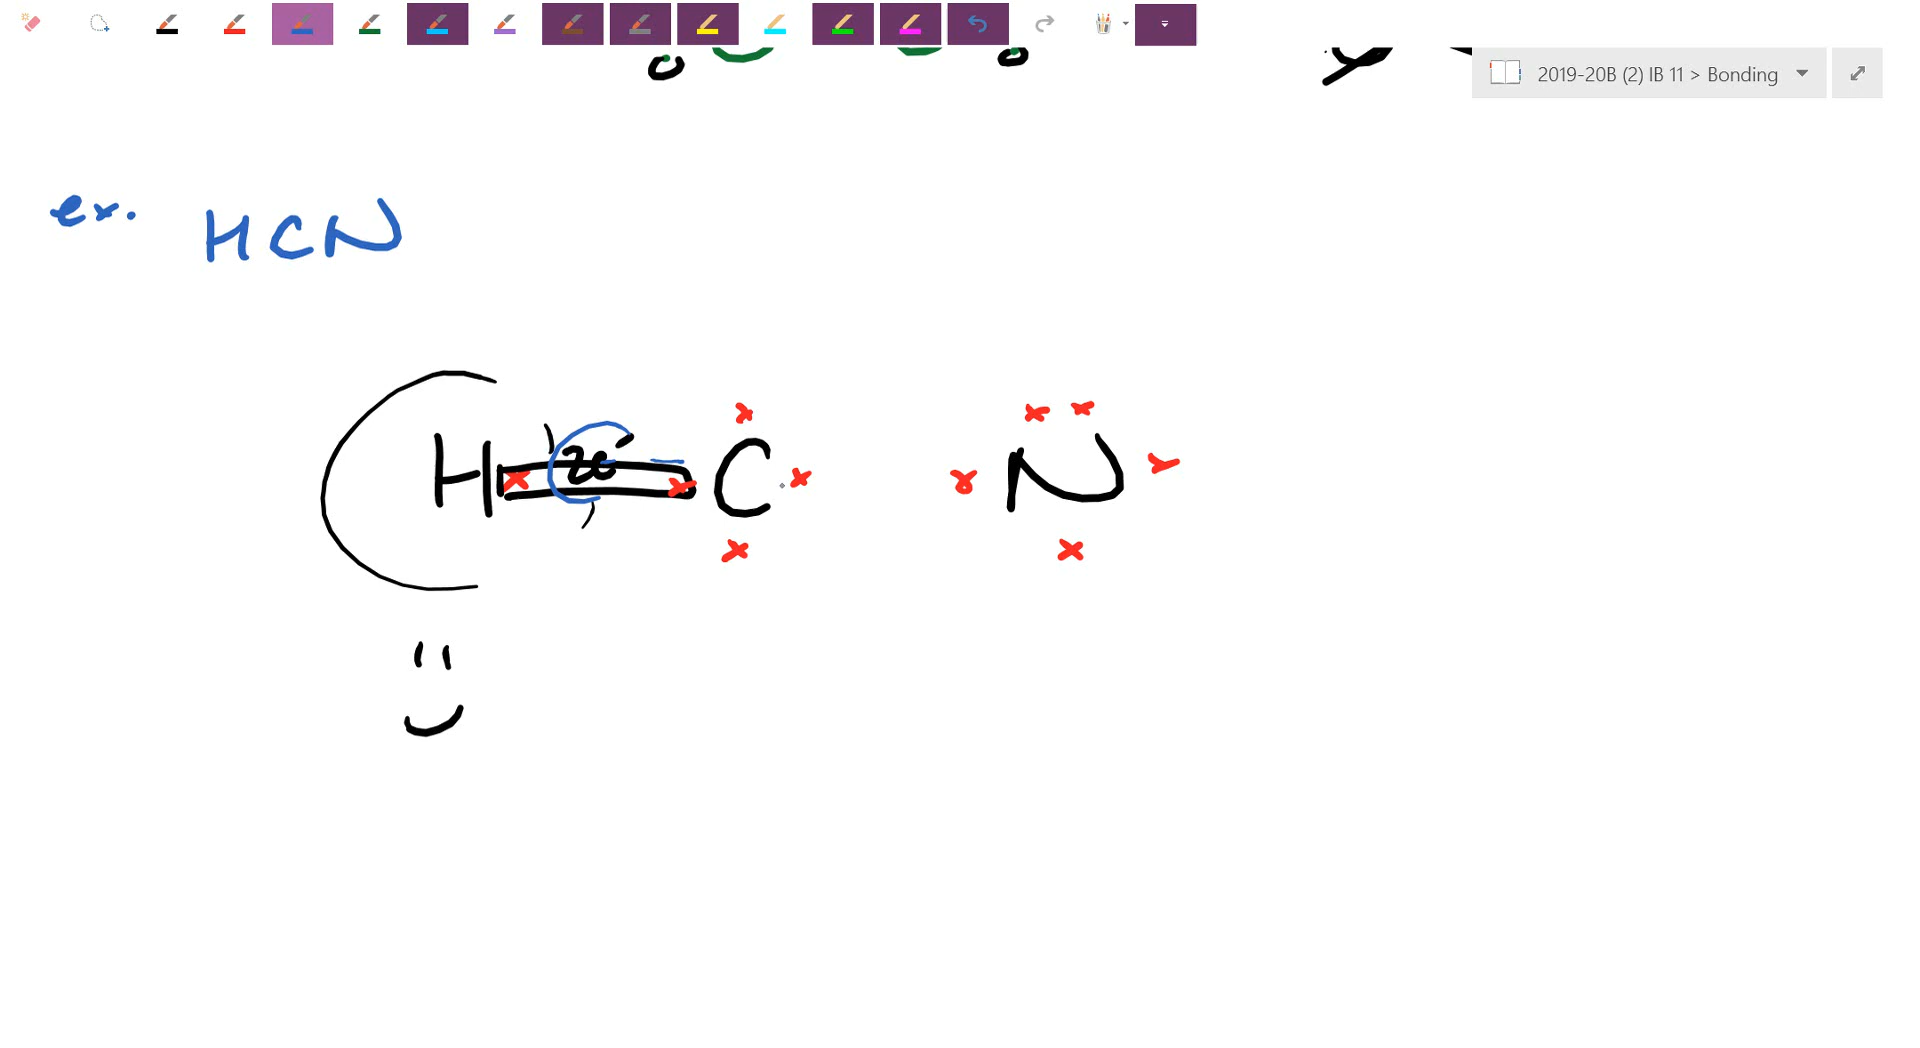 2019-20B (2) IB 11 > Bonding
ex. HCN
H 2e⁻ C N